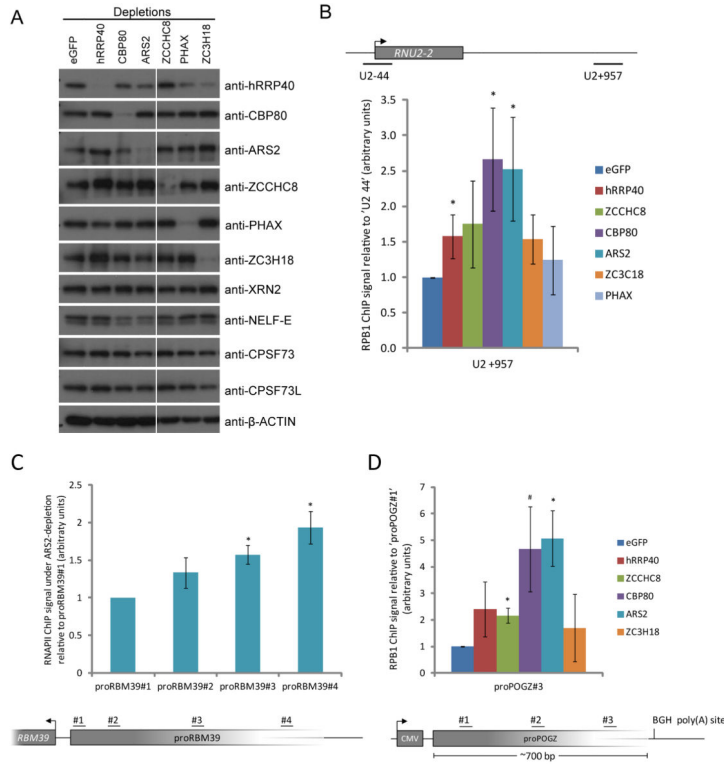 A
Depletions
eGFP
hRRP40
CBP80
ARS2
ZCCHC8
PHAX
ZC3H18
anti-hRRP40
anti-CBP80
anti-ARS2
anti-ZCCHC8
anti-PHAX
anti-ZC3H18
anti-XRN2
anti-NELF-E
anti-CPSF73
anti-CPSF73L
anti-β-ACTIN
B
RNU2-2
U2-44
U2+957
RPB1 ChIP signal relative to 'U2_44' (arbitrary units)
3.5
3.0
2.5
2.0
1.5
1.0
0.5
0.0
*
*
*
U2 +957
eGFP
hRRP40
ZCCHC8
CBP80
ARS2
ZC3C18
PHAX
C
RNAPII ChIP signal under ARS2-depletion
relative to proRBM39#1 (arbitraty units)
2.5
2
1.5
1
0.5
0
*
*
proRBM39#1
proRBM39#2
proRBM39#3
proRBM39#4
#1
#2
#3
#4
RBM39
proRBM39
D
RPB1 ChIP signal relative to 'proPOGZ#1'
(arbitrary units)
7
6
5
4
3
2
1
0
*
#
*
proPOGZ#3
eGFP
hRRP40
ZCCHC8
CBP80
ARS2
ZC3H18
#1
#2
#3
BGH poly(A) site
CMV
proPOGZ
~700 bp